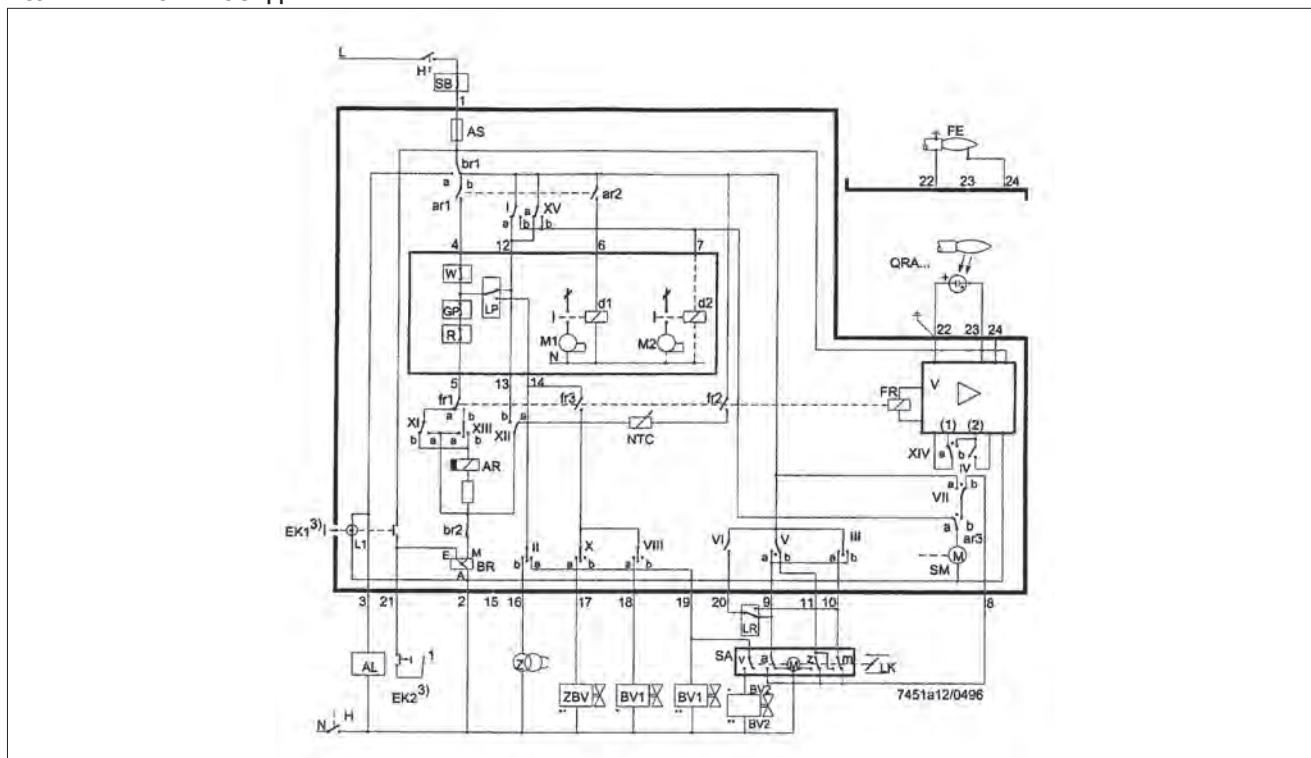 L
H
SB
1
AS
FE
br1
22 23 24
a b
ar1 ar2
I XV
a b a b
4 12 6 7
QRA...
W
LP
d1 d2
GP
R
M1 M2
N
22 23 24
V
5 13 14
fr1 fr3 fr2 FR
a b b a
XI XIII XII
b a a b
NTC
(1) (2)
XIV a b
IV
AR
a b
VII
EK1 3)
L1
br2
a b
ar3
E M
BR
A
II X VIII VI V III
b a a b a b a b a b
M
SM
3 21 2 15 16 17 18 19 20 9 11 10 8
LR
SA v a M z m LK
AL
1
EK2 3)
Z
7451a12/0496
ZBV BV1 BV1 BV2
** ** ** *
** BV2
N H